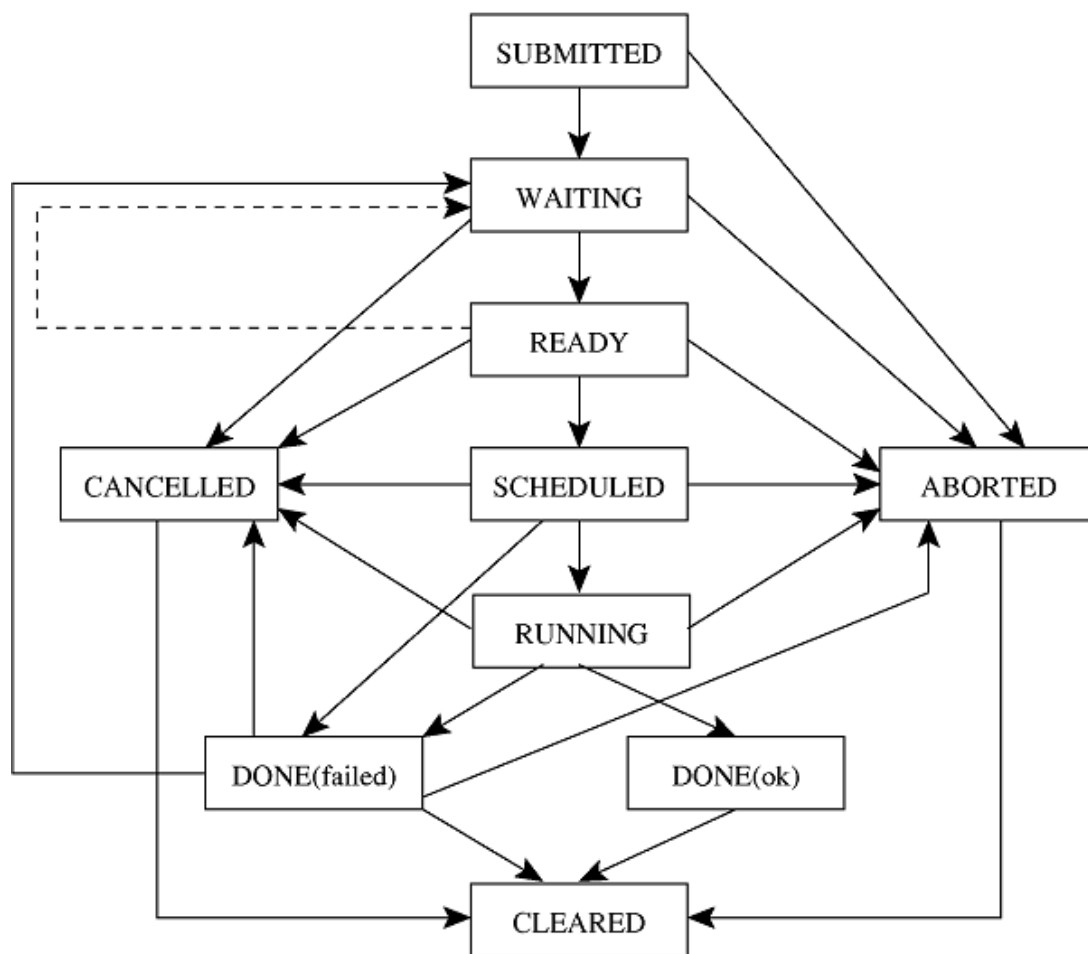 SUBMITTED
WAITING
READY
CANCELLED
SCHEDULED
ABORTED
RUNNING
DONE(failed)
DONE(ok)
CLEARED